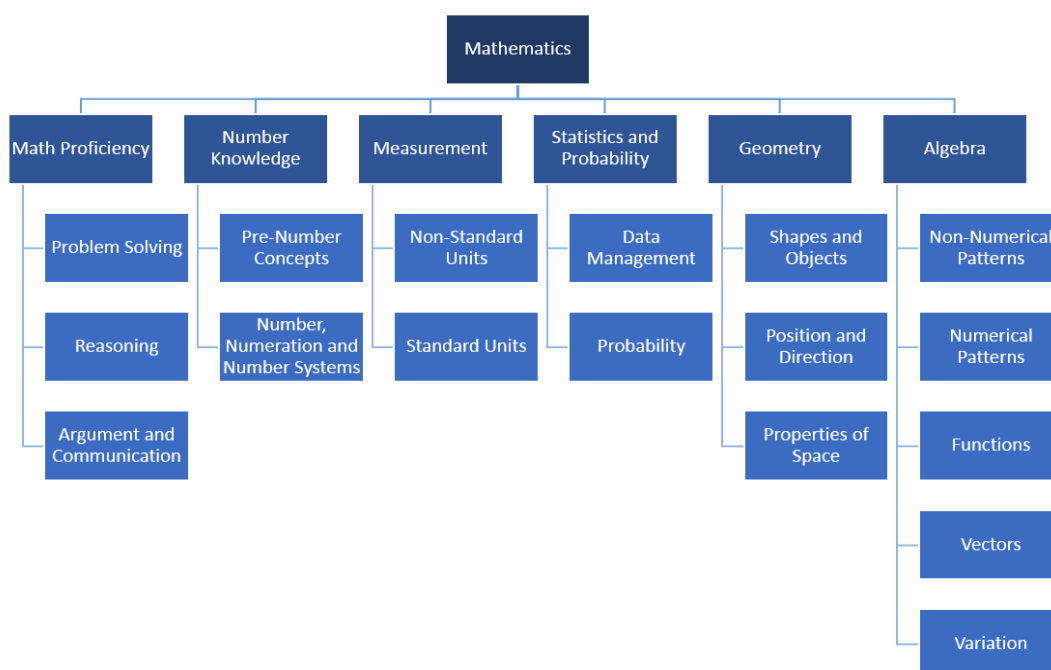 Mathematics
Math Proficiency
Number
Knowledge
Measurement
Statistics and
Probability
Geometry
Algebra
Problem Solving
Reasoning
Argument and
Communication
Pre-Number
Concepts
Number,
Numeration and
Number Systems
Non-Standard
Units
Standard Units
Data
Management
Probability
Shapes and
Objects
Position and
Direction
Properties of
Space
Non-Numerical
Patterns
Numerical
Patterns
Functions
Vectors
Variation